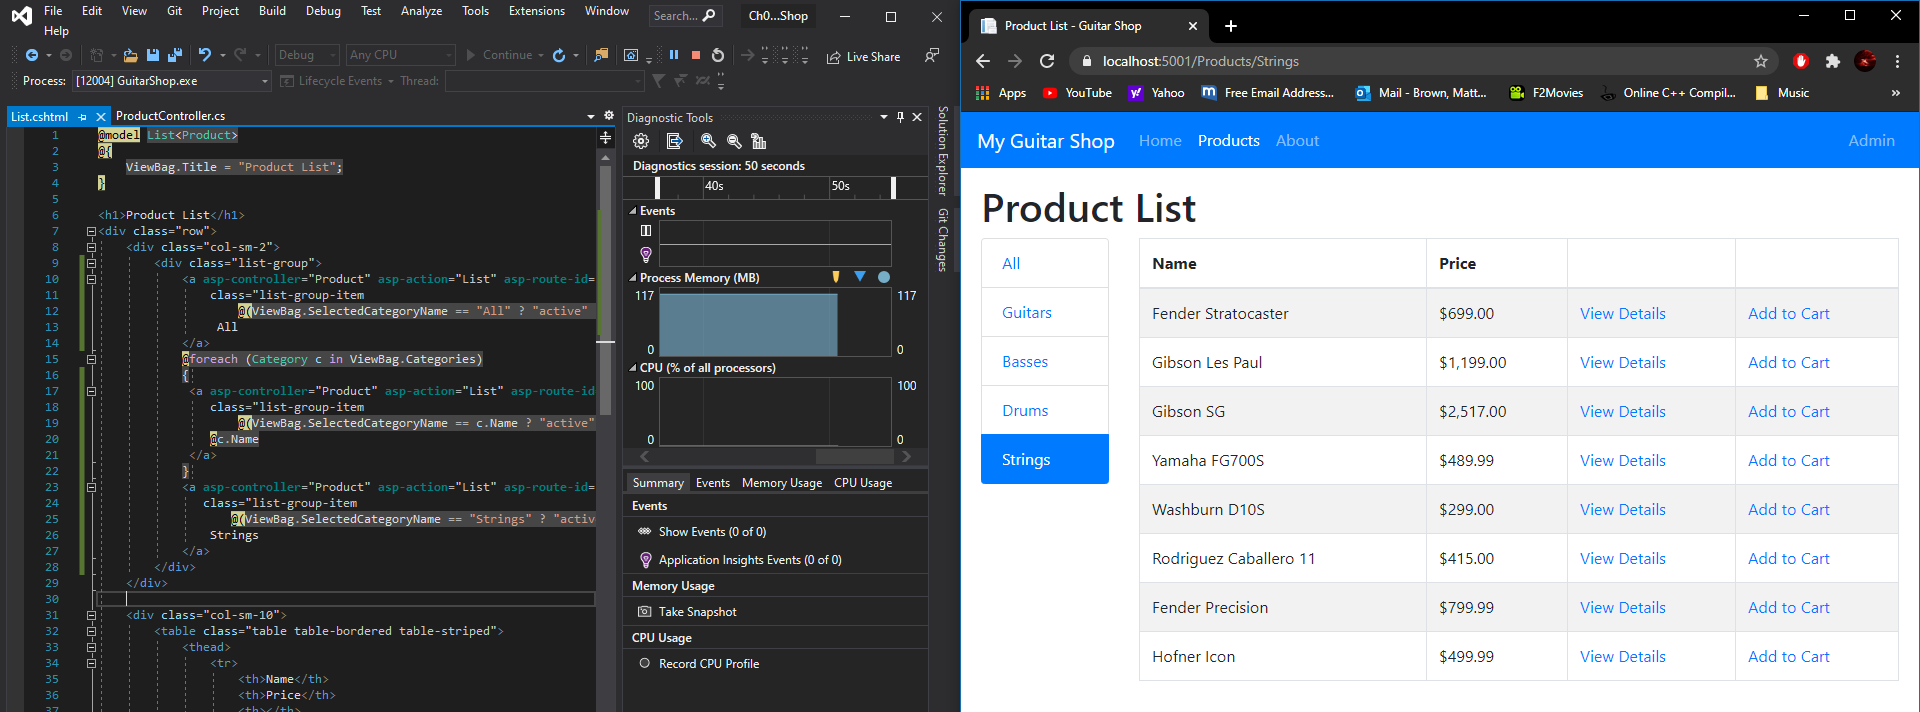 File Edit View Git Project Build Debug Test Analyze Tools Extensions Window Search... Ch0...Shop
Help
Debug Any CPU Continue Live Share
Process: [12004] GuitarShop.exe Lifecycle Events Thread:
List.cshtml ProductController.cs
1 @model List<Product>
2 @{
3 ViewBag.Title = "Product List";
4 }
5
6 <h1>Product List</h1>
7 <div class="row">
8 <div class="col-sm-2">
9 <div class="list-group">
10 <a asp-controller="Product" asp-action="List" asp-route-id=
11 class="list-group-item
12 @(ViewBag.SelectedCategoryName == "All" ? "active"
13 All
14 </a>
15 @foreach (Category c in ViewBag.Categories)
16 {
17 <a asp-controller="Product" asp-action="List" asp-route-id
18 class="list-group-item
19 @(ViewBag.SelectedCategoryName == c.Name ? "active"
20 @c.Name
21 </a>
22 }
23 <a asp-controller="Product" asp-action="List" asp-route-id=
24 class="list-group-item
25 @(ViewBag.SelectedCategoryName == "Strings" ? "activ
26 Strings
27 </a>
28 </div>
29 </div>
30
31 <div class="col-sm-10">
32 <table class="table table-bordered table-striped">
33 <thead>
34 <tr>
35 <th>Name</th>
36 <th>Price</th>
37 <th></th>
Diagnostic Tools
Diagnostics session: 50 seconds
40s 50s
Events
Process Memory (MB)
117 117
0 0
CPU (% of all processors)
100 100
0 0
Summary Events Memory Usage CPU Usage
Events
Show Events (0 of 0)
Application Insights Events (0 of 0)
Memory Usage
Take Snapshot
CPU Usage
Record CPU Profile
Solution Explorer
Git Changes
Product List - Guitar Shop
localhost:5001/Products/Strings
Apps YouTube Yahoo Free Email Address... Mail - Brown, Matt... F2Movies Online C++ Compil... Music »
My Guitar Shop Home Products About Admin
Product List
All
Guitars
Basses
Drums
Strings
Name Price
Fender Stratocaster $699.00 View Details Add to Cart
Gibson Les Paul $1,199.00 View Details Add to Cart
Gibson SG $2,517.00 View Details Add to Cart
Yamaha FG700S $489.99 View Details Add to Cart
Washburn D10S $299.00 View Details Add to Cart
Rodriguez Caballero 11 $415.00 View Details Add to Cart
Fender Precision $799.99 View Details Add to Cart
Hofner Icon $499.99 View Details Add to Cart